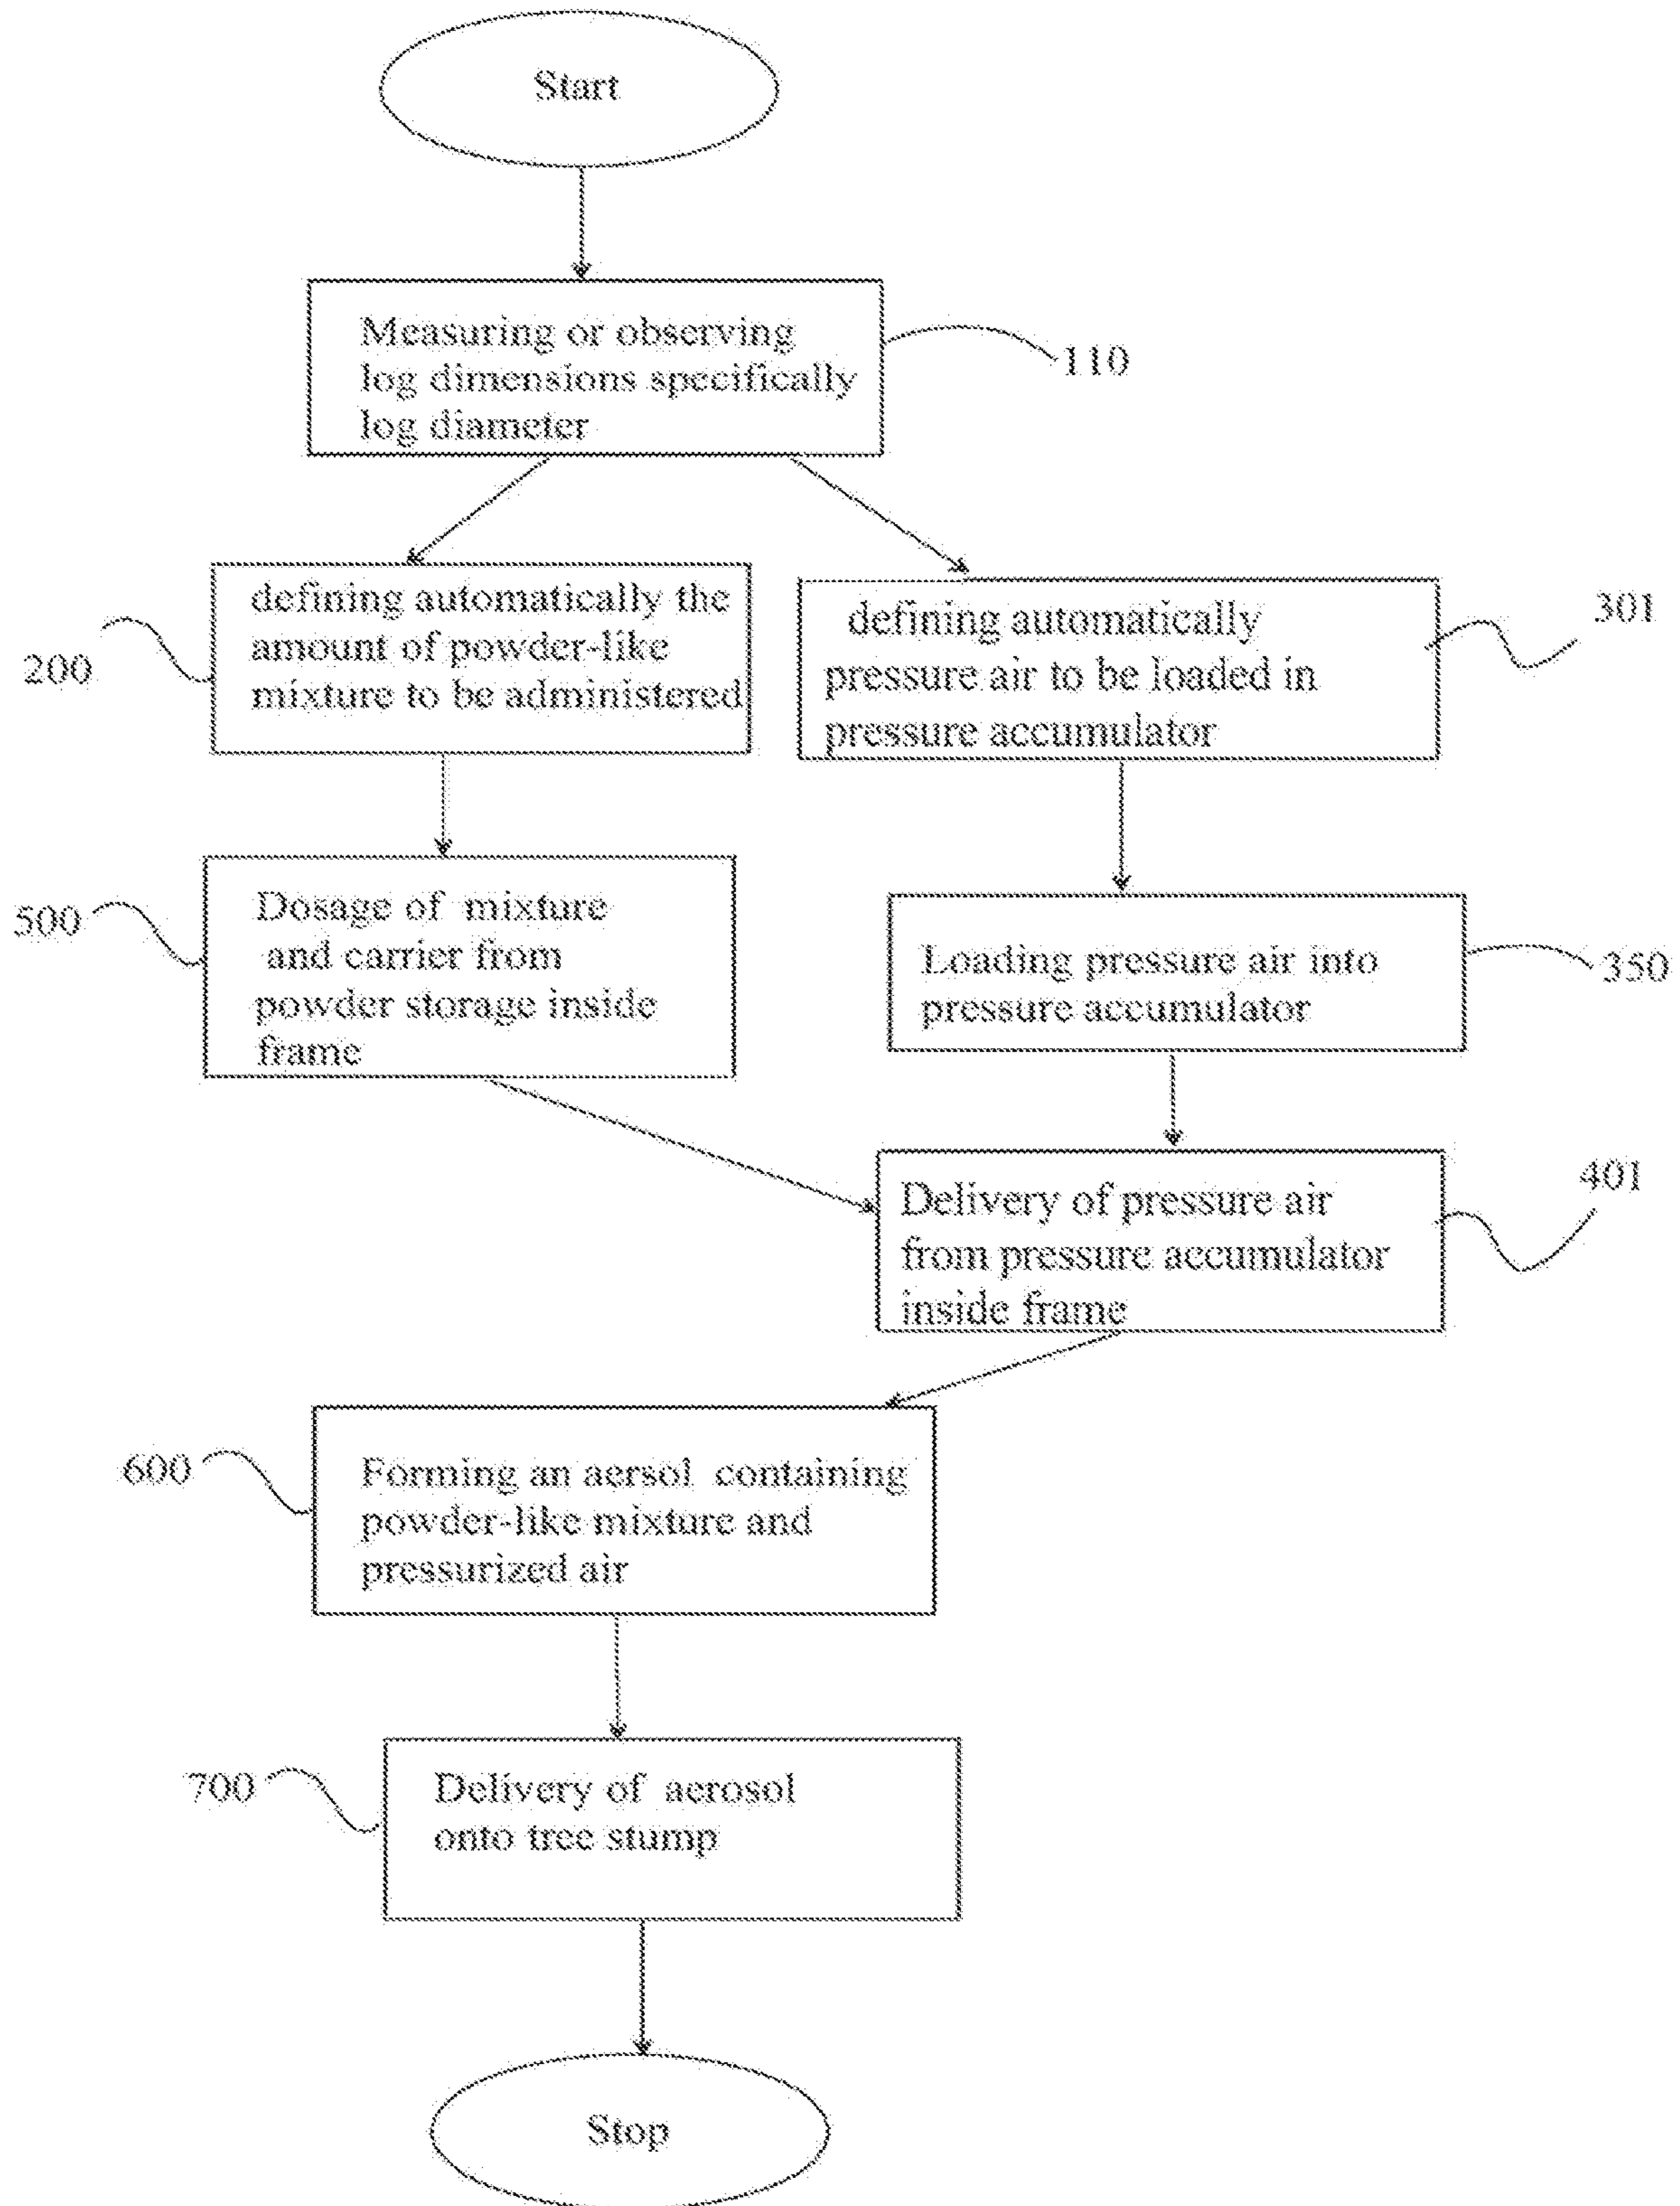 Start
Measuring or observing
log dimensions specifically
log diameter
110
defining automatically the
amount of powder-like
mixture to be administered
200
defining automatically
pressure air to be loaded in
pressure accumulator
301
Dosage of mixture
and carrier from
powder storage inside
frame
500
Loading pressure air into
pressure accumulator
350
Delivery of pressure air
from pressure accumulator
inside frame
401
Forming an aersol containing
powder-like mixture and
pressurized air
600
Delivery of aerosol
onto tree stump
700
Stop